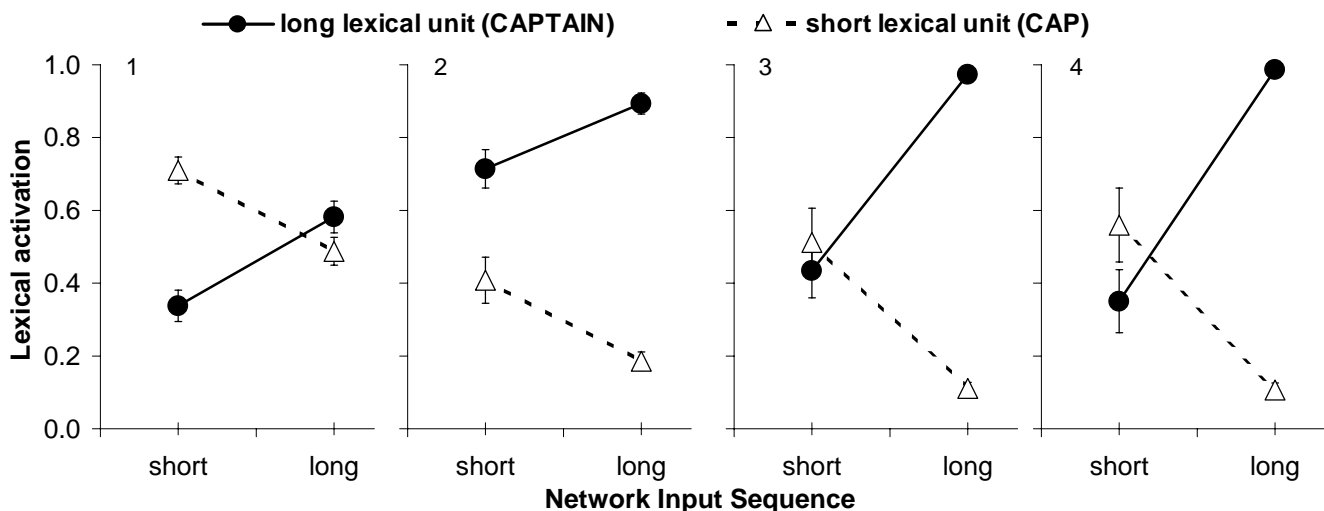 long lexical unit (CAPTAIN) short lexical unit (CAP)
1 2 3 4
Lexical activation
1.0
0.8
0.6
0.4
0.2
0.0
short long short long short long short long
Network Input Sequence